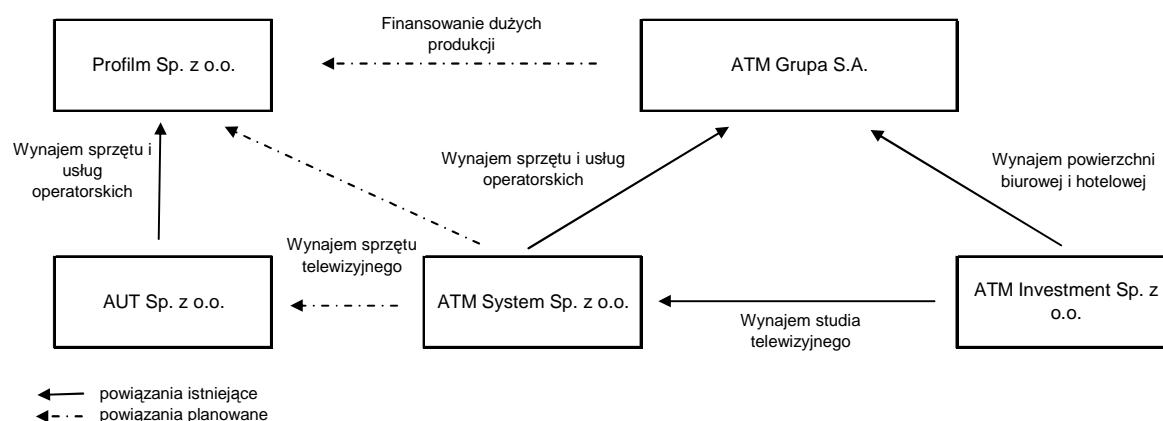 Finansowanie dużych
produkcji
Profilm Sp. z o.o.
ATM Grupa S.A.
Wynajem sprzętu i
usług
operatorskich
Wynajem sprzętu i usług
operatorskich
Wynajem powierzchni
biurowej i hotelowej
Wynajem sprzętu
telewizyjnego
AUT Sp. z o.o.
ATM System Sp. z o.o.
ATM Investment Sp. z
o.o.
Wynajem studia
telewizyjnego
powiązania istniejące
powiązania planowane